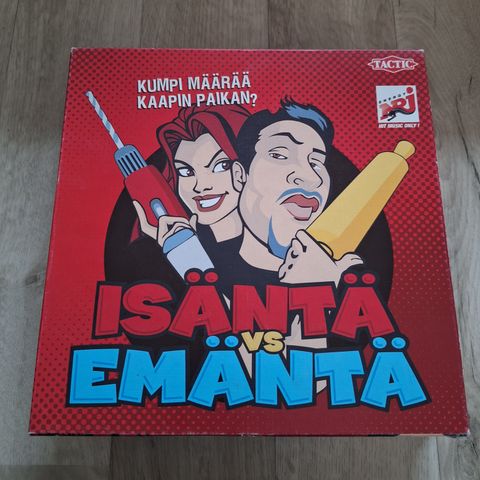 KUMPI MÄÄRÄÄ
KAAPIN PAIKAN?
TACTIC
NRJ
HIT MUSIC ONLY!
ISÄNTÄ
VS
EMÄNTÄ